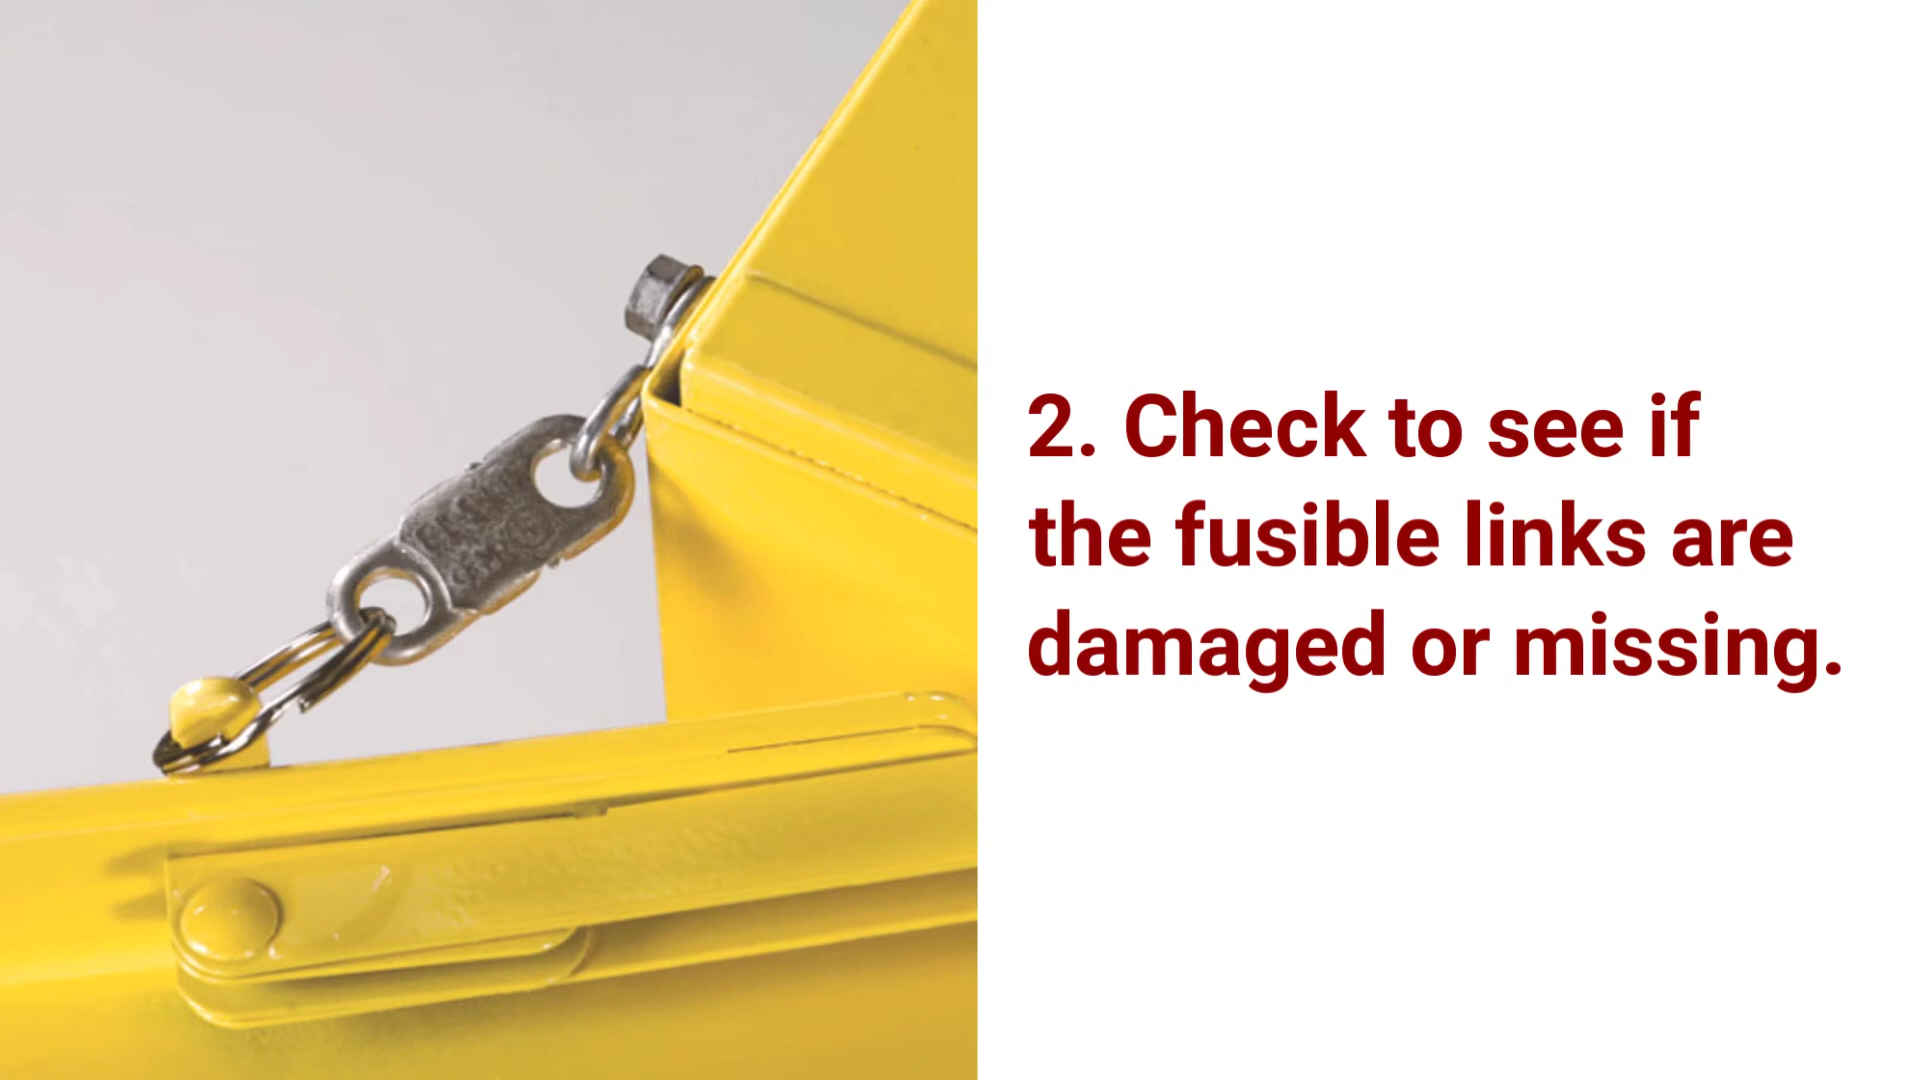 2. Check to see if
the fusible links are
damaged or missing.